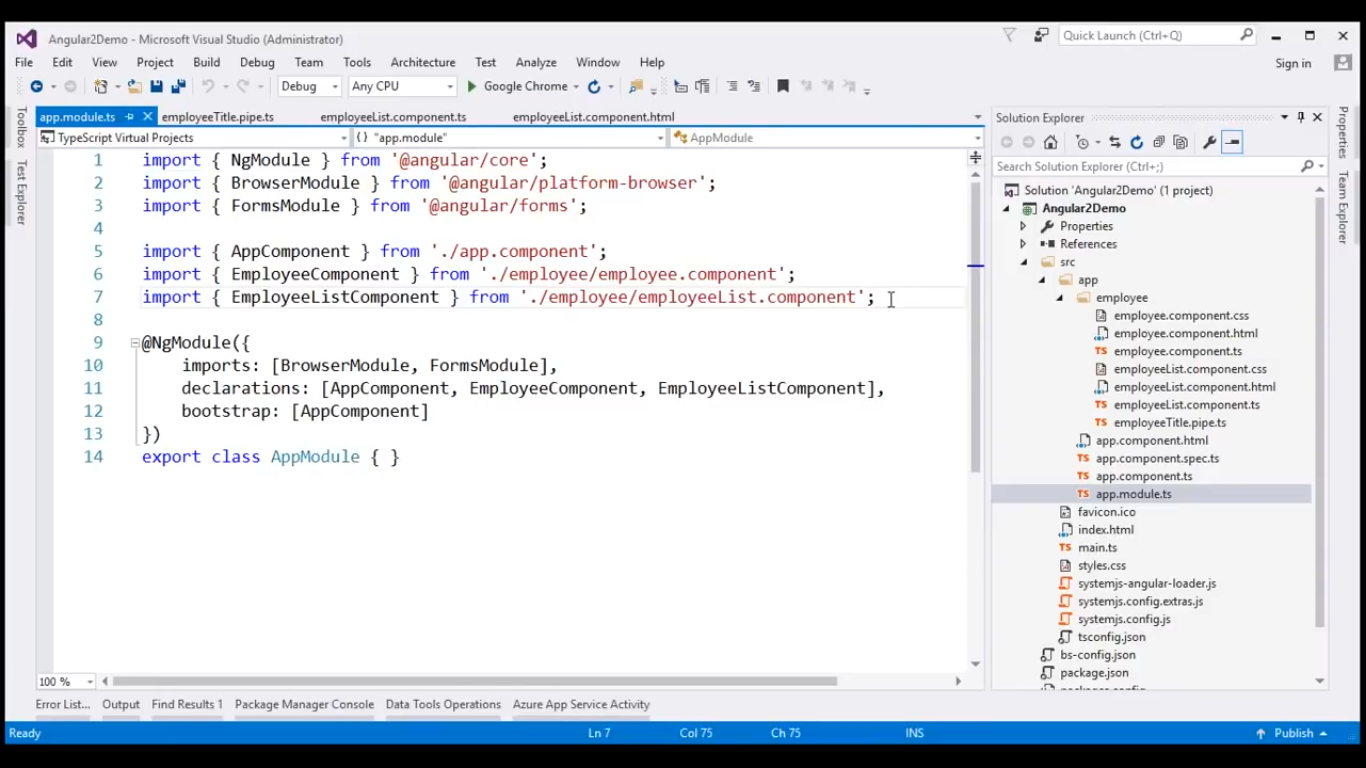 Angular2Demo - Microsoft Visual Studio (Administrator)
Quick Launch (Ctrl+Q)
File Edit View Project Build Debug Team Tools Architecture Test Analyze Window Help
Sign in
Debug Any CPU Google Chrome
Toolbox
Test Explorer
app.module.ts employeeTitle.pipe.ts employeeList.component.ts employeeList.component.html
TypeScript Virtual Projects {} "app.module" AppModule
1 import { NgModule } from '@angular/core';
2 import { BrowserModule } from '@angular/platform-browser';
3 import { FormsModule } from '@angular/forms';
4
5 import { AppComponent } from './app.component';
6 import { EmployeeComponent } from './employee/employee.component';
7 import { EmployeeListComponent } from './employee/employeeList.component';
8
9 @NgModule({
10 imports: [BrowserModule, FormsModule],
11 declarations: [AppComponent, EmployeeComponent, EmployeeListComponent],
12 bootstrap: [AppComponent]
13 })
14 export class AppModule { }
100 %
Solution Explorer
Search Solution Explorer (Ctrl+;)
Solution 'Angular2Demo' (1 project)
Angular2Demo
Properties
References
src
app
employee
employee.component.css
employee.component.html
employee.component.ts
employeeList.component.css
employeeList.component.html
employeeList.component.ts
employeeTitle.pipe.ts
app.component.html
app.component.spec.ts
app.component.ts
app.module.ts
favicon.ico
index.html
main.ts
styles.css
systemjs-angular-loader.js
systemjs.config.extras.js
systemjs.config.js
tsconfig.json
bs-config.json
package.json
Properties
Team Explorer
Error List... Output Find Results 1 Package Manager Console Data Tools Operations Azure App Service Activity
Ready Ln 7 Col 75 Ch 75 INS Publish